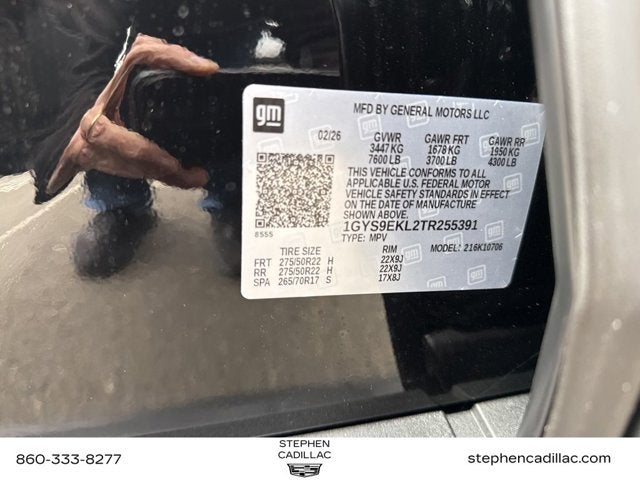 gm
MFD BY GENERAL MOTORS LLC
02/26 GVWR GAWR FRT GAWR RR
3447 KG 1678 KG 1950 KG
7600 LB 3700 LB 4300 LB
THIS VEHICLE CONFORMS TO ALL
APPLICABLE U.S. FEDERAL MOTOR
VEHICLE SAFETY STANDARDS IN EFFECT
ON THE DATE OF MANUFACTURE
SHOWN ABOVE.
8555
1GYS9EKL2TR255391
TYPE: MPV MODEL: 216K10706
TIRE SIZE RIM
FRT 275/50R22 H 22X9J
RR 275/50R22 H 22X9J
SPA 265/70R17 S 17X8J
860-333-8277
STEPHEN
CADILLAC
stephencadillac.com